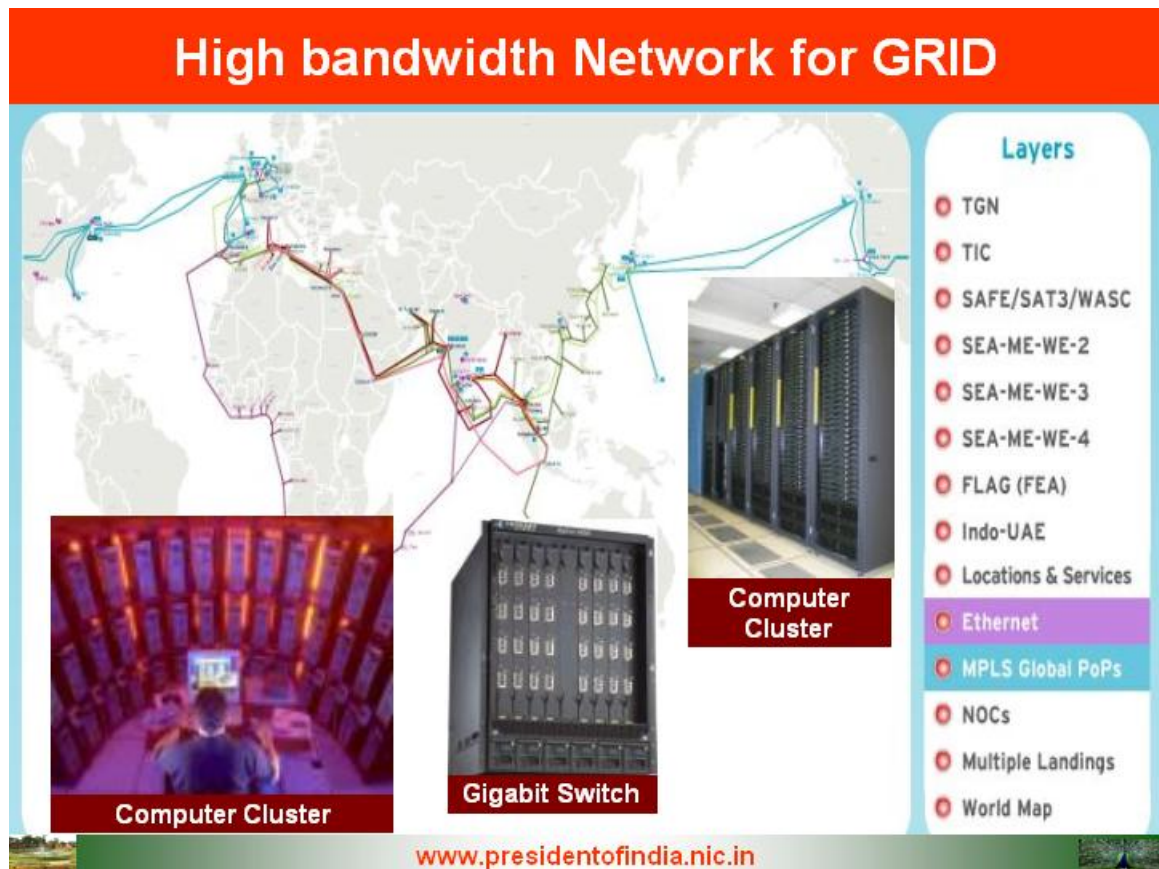 High bandwidth Network for GRID
Layers
TGN
TIC
SAFE/SAT3/WASC
SEA-ME-WE-2
SEA-ME-WE-3
SEA-ME-WE-4
FLAG (FEA)
Indo-UAE
Locations & Services
Ethernet
MPLS Global PoPs
NOCs
Multiple Landings
World Map
Computer
Cluster
Gigabit Switch
Computer Cluster
www.presidentofindia.nic.in